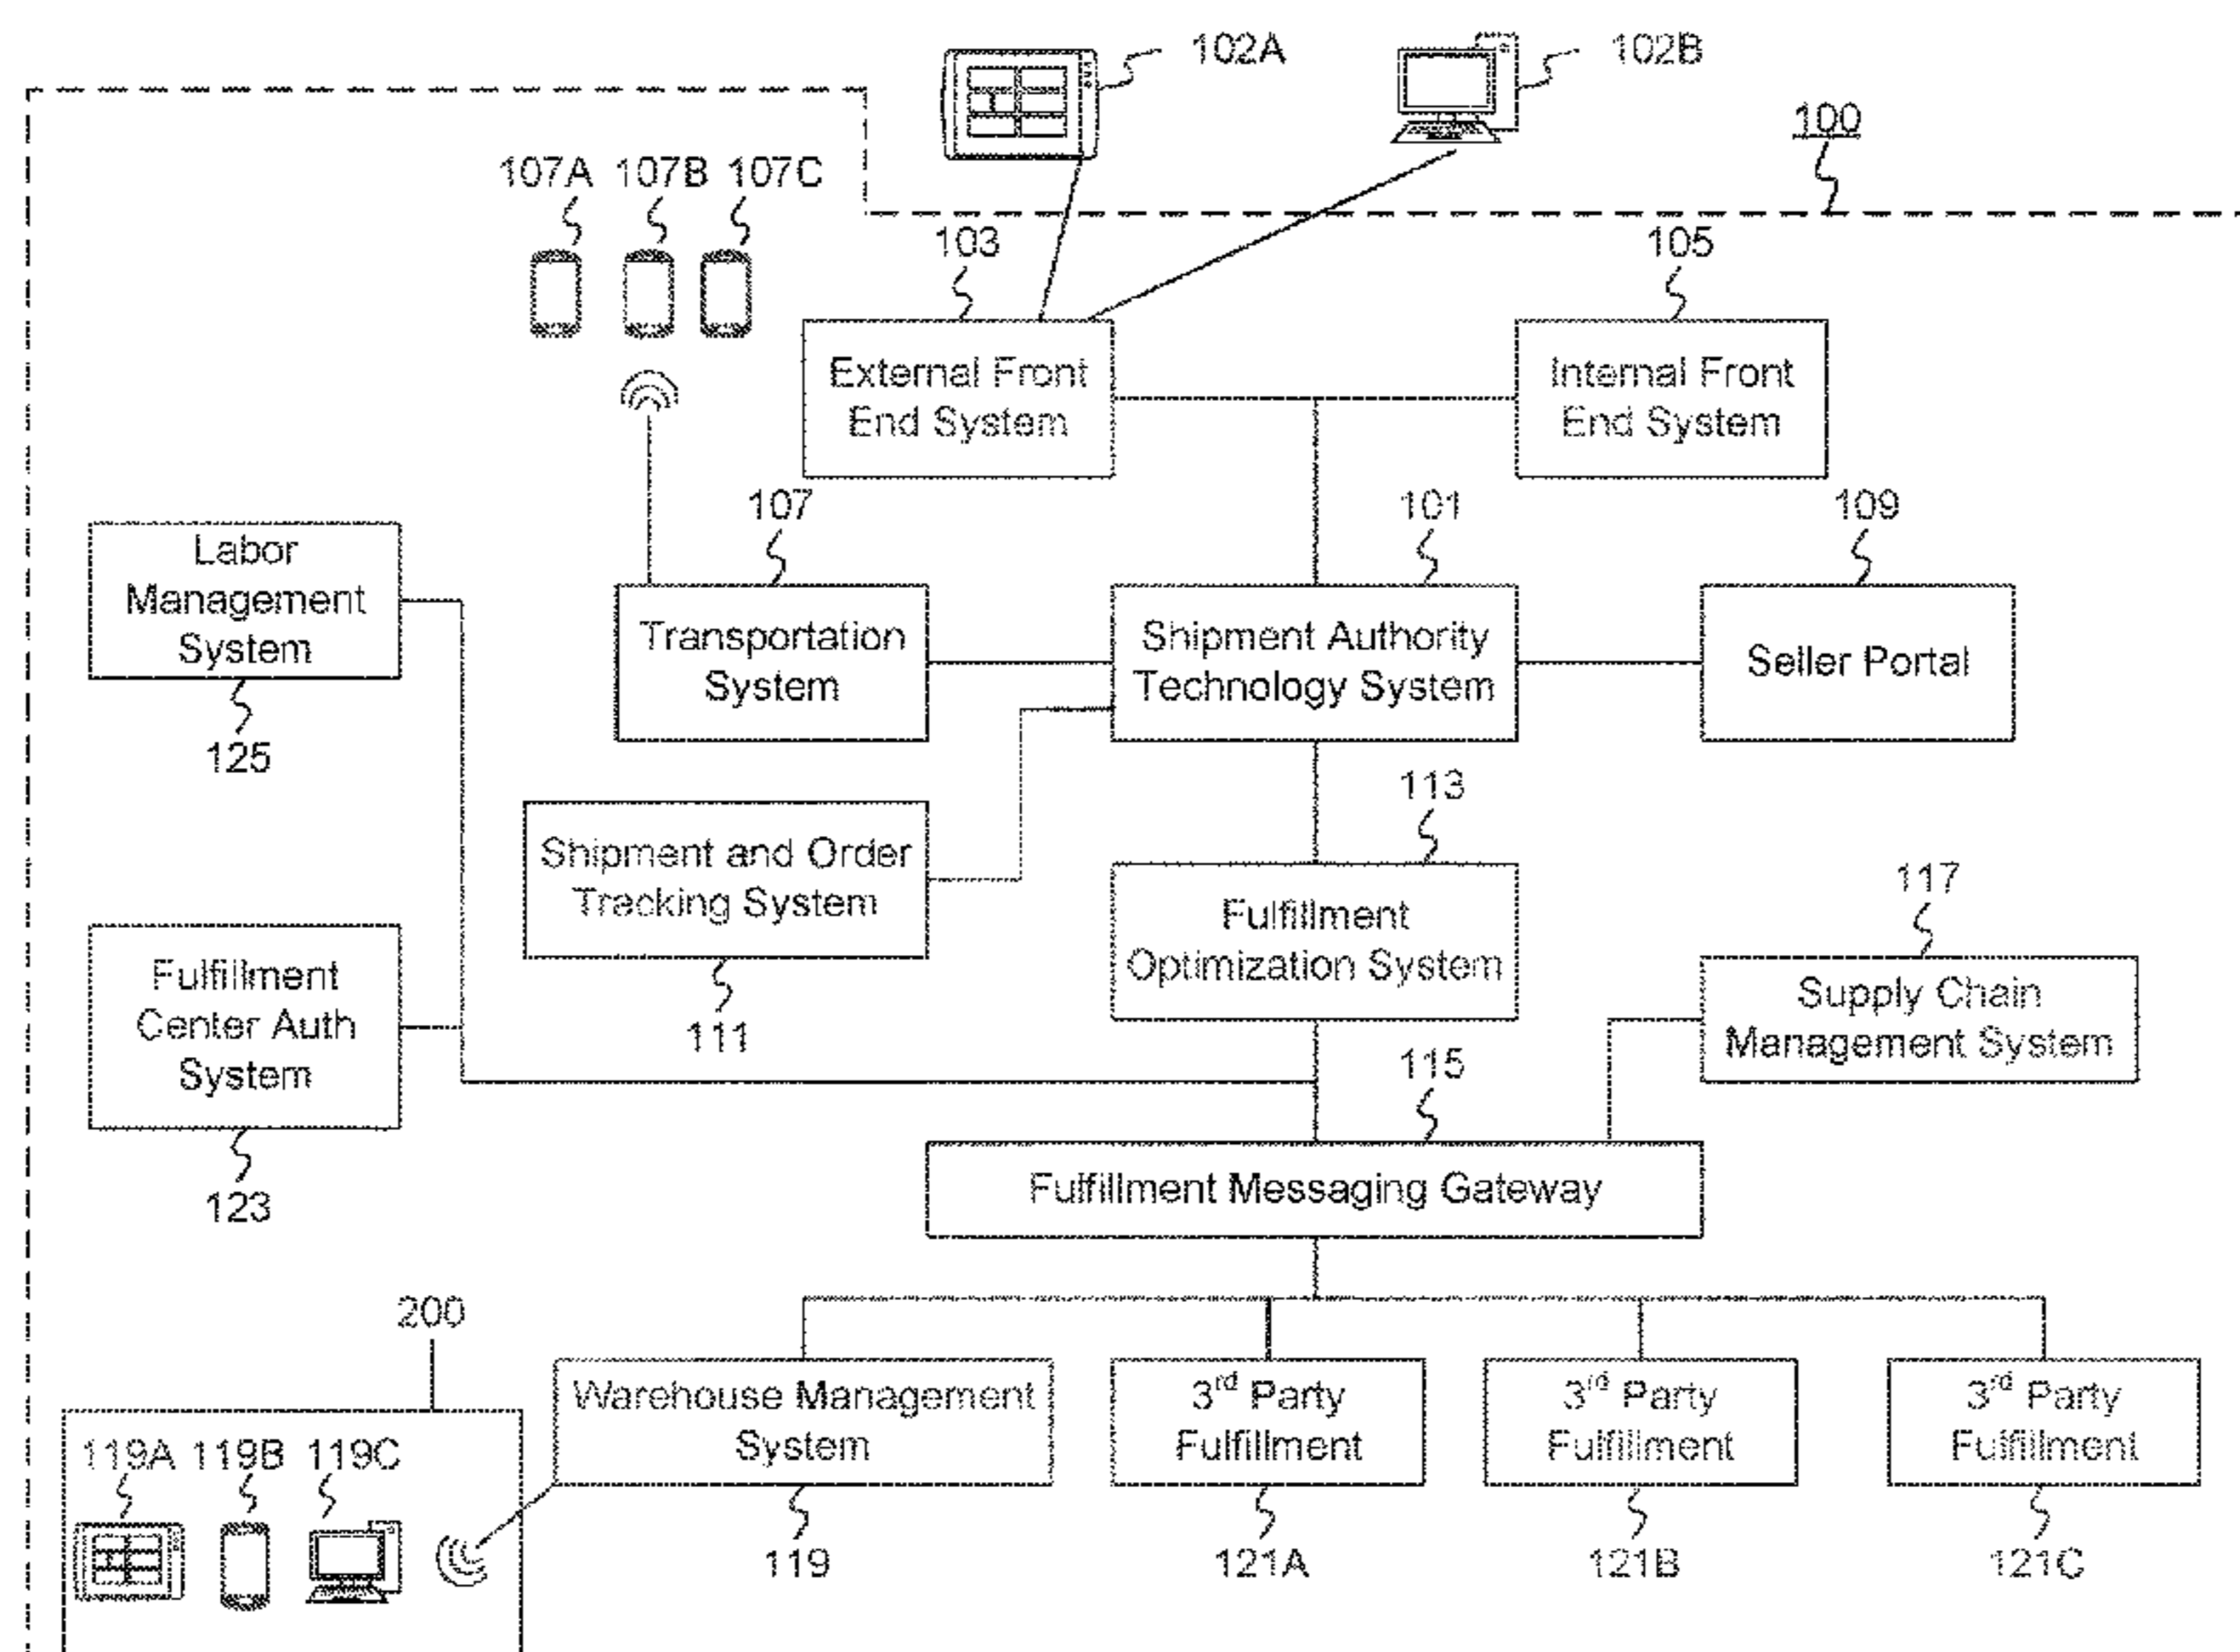 102A
102B
100
107A 107B 107C
103
105
External Front
End System
Internal Front
End System
107
101
109
Labor
Management
System
Transportation
System
Shipment Authority
Technology System
Seller Portal
125
113
Shipment and Order
Tracking System
117
Fulfillment
Optimization System
Fulfillment
Center Auth
System
Supply Chain
Management System
111
115
123
Fulfillment Messaging Gateway
200
Warehouse Management
System
3rd Party
Fulfillment
3rd Party
Fulfillment
3rd Party
Fulfillment
119A 119B 119C
119
121A
121B
121C